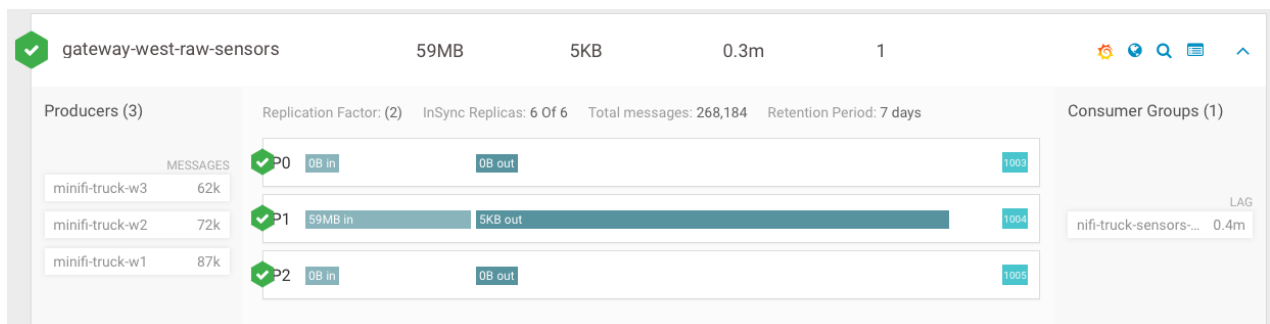 gateway-west-raw-sensors 59MB 5KB 0.3m 1
Producers (3)
MESSAGES
minifi-truck-w3 62k
minifi-truck-w2 72k
minifi-truck-w1 87k
Replication Factor: (2) InSync Replicas: 6 Of 6 Total messages: 268,184 Retention Period: 7 days
P0 0B in 0B out 1003
P1 59MB in 5KB out 1004
P2 0B in 0B out 1005
Consumer Groups (1)
LAG
nifi-truck-sensors-... 0.4m